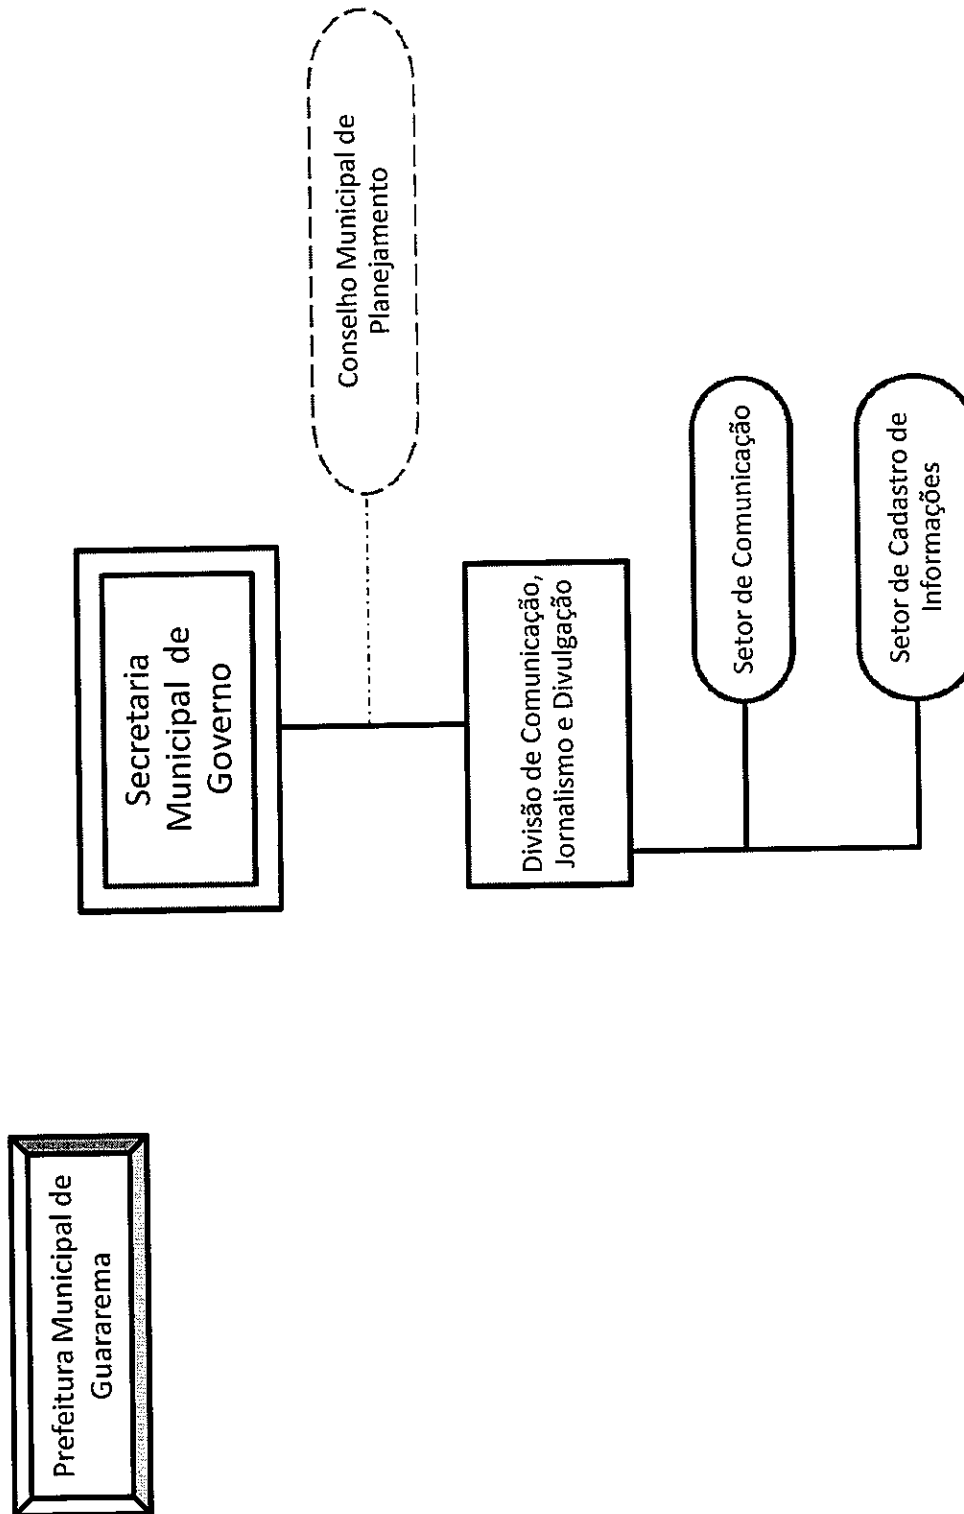 Prefeitura Municipal de
Guararema
Secretaria
Municipal de
Governo
Conselho Municipal de
Planejamento
Divisão de Comunicação,
Jornalismo e Divulgação
Setor de Comunicação
Setor de Cadastro de
Informações